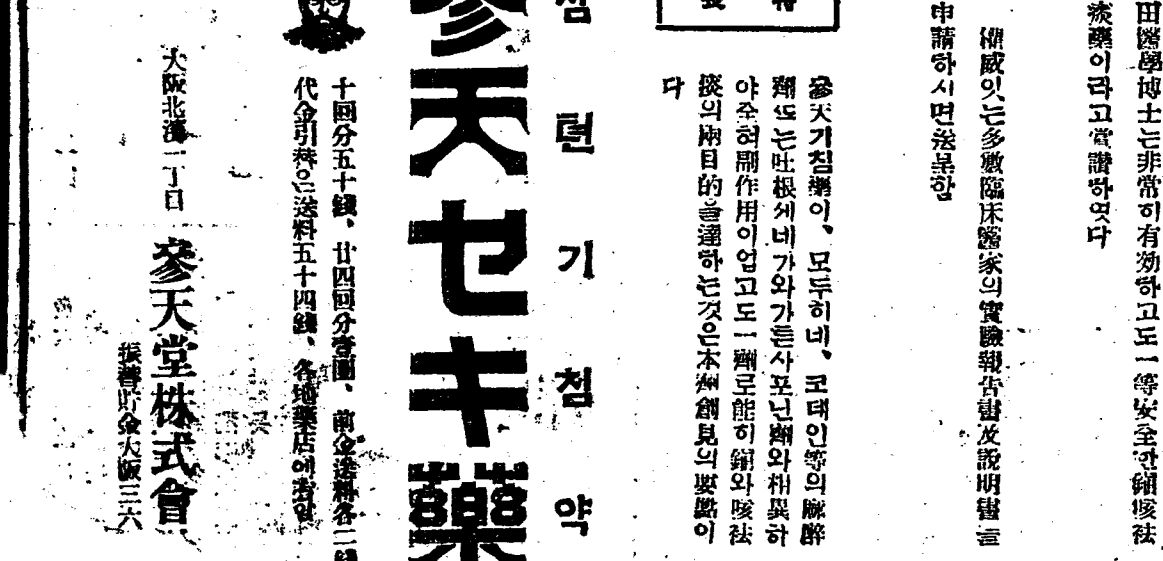 田醫學博士는非常히有効하고도一等安全한鎭咳祛
痰藥이라고賞讃하엿다
權威잇는多數臨床醫家의實驗報告書及說明書를
申請하시면送呈함
參天기침藥이、모두히네、코데인等의麻醉
劑또는吐根세네가와가튼사포닌劑와相異하
야全혀副作用이업고도一劑로能히鎭咳와祛
痰의兩目的을達하는것은本劑創見의要點이
다
턴기침약
參天セキ藥
十回分五十錢、廿四回分壹圓、前金送料各二錢
代金引替은送料五十四錢、各地藥店에
大阪北濱一丁目
參天堂株式會
振替貯金大阪三六